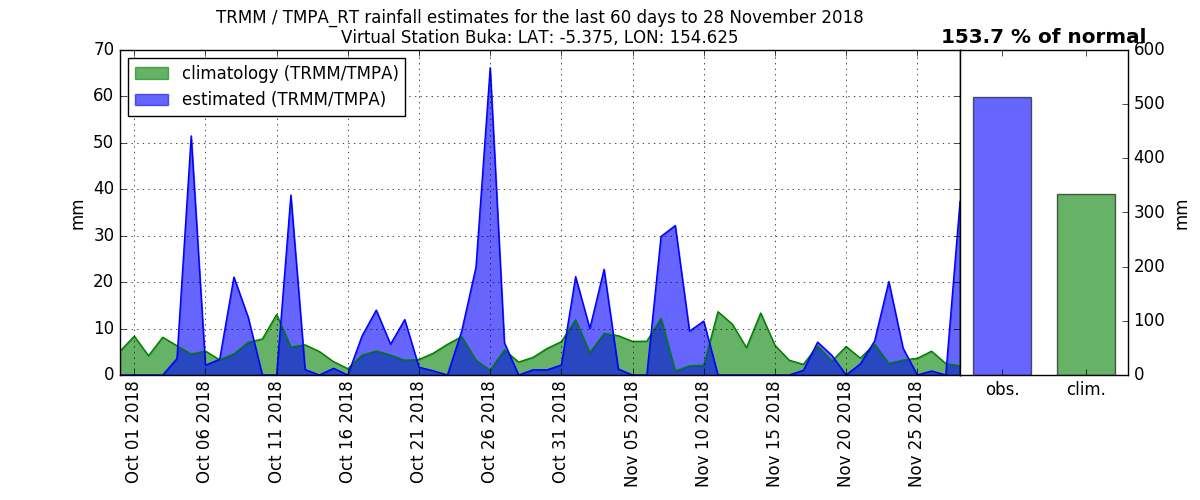 TRMM / TMPA_RT rainfall estimates for the last 60 days to 28 November 2018
Virtual Station Buka: LAT: -5.375, LON: 154.625
153.7 % of normal
climatology (TRMM/TMPA)
estimated (TRMM/TMPA)
mm
70
60
50
40
30
20
10
0
Oct 01 2018
Oct 06 2018
Oct 11 2018
Oct 16 2018
Oct 21 2018
Oct 26 2018
Oct 31 2018
Nov 05 2018
Nov 10 2018
Nov 15 2018
Nov 20 2018
Nov 25 2018
obs.
clim.
600
500
400
300
200
100
0
mm